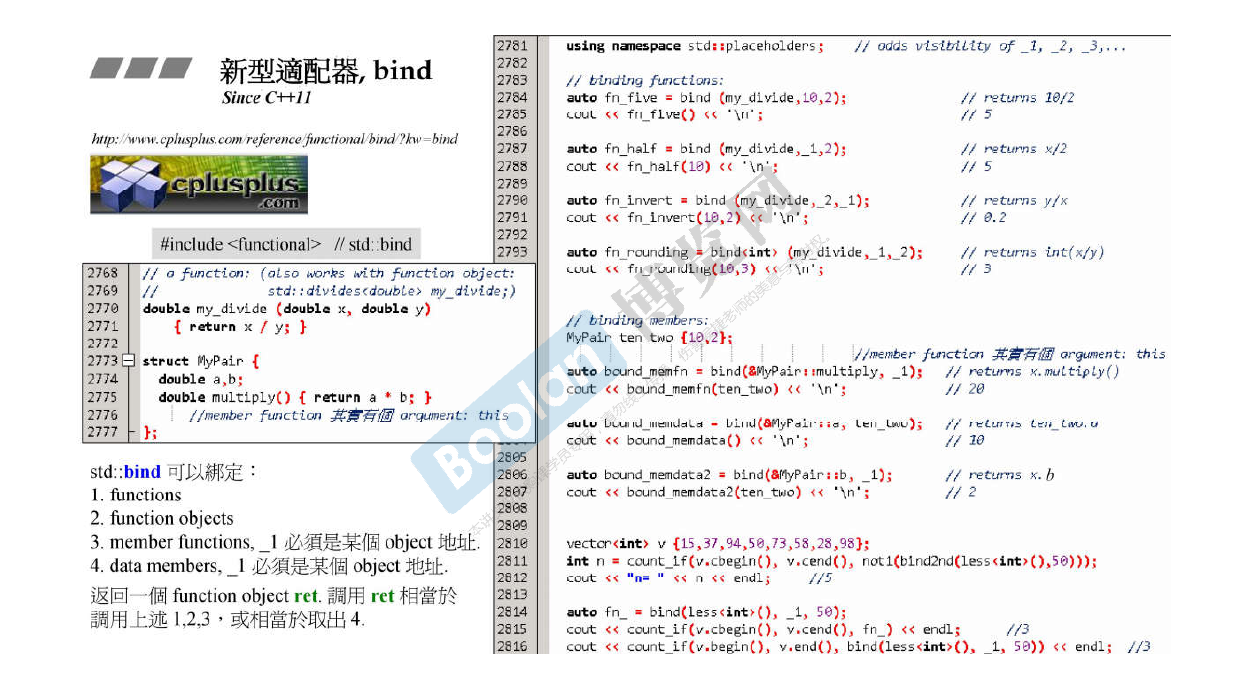 新型適配器, bind
Since C++11
http://www.cplusplus.com/reference/functional/bind/?kw=bind
cplusplus
.com
#include <functional> // std::bind
2768 // a function: (also works with function object:
2769 // std::divides<double> my_divide;)
2770 double my_divide (double x, double y)
2771 { return x / y; }
2772
2773 struct MyPair {
2774 double a,b;
2775 double multiply() { return a * b; }
2776 //member function 其實有個 argument: this
2777 };
std::bind 可以綁定：
1. functions
2. function objects
3. member functions, _1 必須是某個 object 地址.
4. data members, _1 必須是某個 object 地址.
返回一個 function object ret. 調用 ret 相當於
調用上述 1,2,3，或相當於取出 4.
2781 using namespace std::placeholders; // adds visibility of _1, _2, _3,...
2782
2783 // binding functions:
2784 auto fn_five = bind (my_divide,10,2); // returns 10/2
2785 cout << fn_five() << '\n'; // 5
2786
2787 auto fn_half = bind (my_divide,_1,2); // returns x/2
2788 cout << fn_half(10) << '\n'; // 5
2789
2790 auto fn_invert = bind (my_divide,_2,_1); // returns y/x
2791 cout << fn_invert(10,2) << '\n'; // 0.2
2792
2793 auto fn_rounding = bind<int> (my_divide,_1,_2); // returns int(x/y)
cout << fn_rounding(10,3) << '\n'; // 3
// binding members:
MyPair ten_two {10,2};
//member function 其實有個 argument: this
auto bound_memfn = bind(&MyPair::multiply, _1); // returns x.multiply()
cout << bound_memfn(ten_two) << '\n'; // 20
auto bound_memdata = bind(&MyPair::a, ten_two); // returns ten_two.a
cout << bound_memdata() << '\n'; // 10
2805
2806 auto bound_memdata2 = bind(&MyPair::b, _1); // returns x.b
2807 cout << bound_memdata2(ten_two) << '\n'; // 2
2808
2809
2810 vector<int> v {15,37,94,50,73,58,28,98};
2811 int n = count_if(v.cbegin(), v.cend(), not1(bind2nd(less<int>(),50)));
2812 cout << "n= " << n << endl; //5
2813
2814 auto fn_ = bind(less<int>(), _1, 50);
2815 cout << count_if(v.cbegin(), v.cend(), fn_) << endl; //3
2816 cout << count_if(v.begin(), v.end(), bind(less<int>(), _1, 50)) << endl; //3
Boolan 博览网